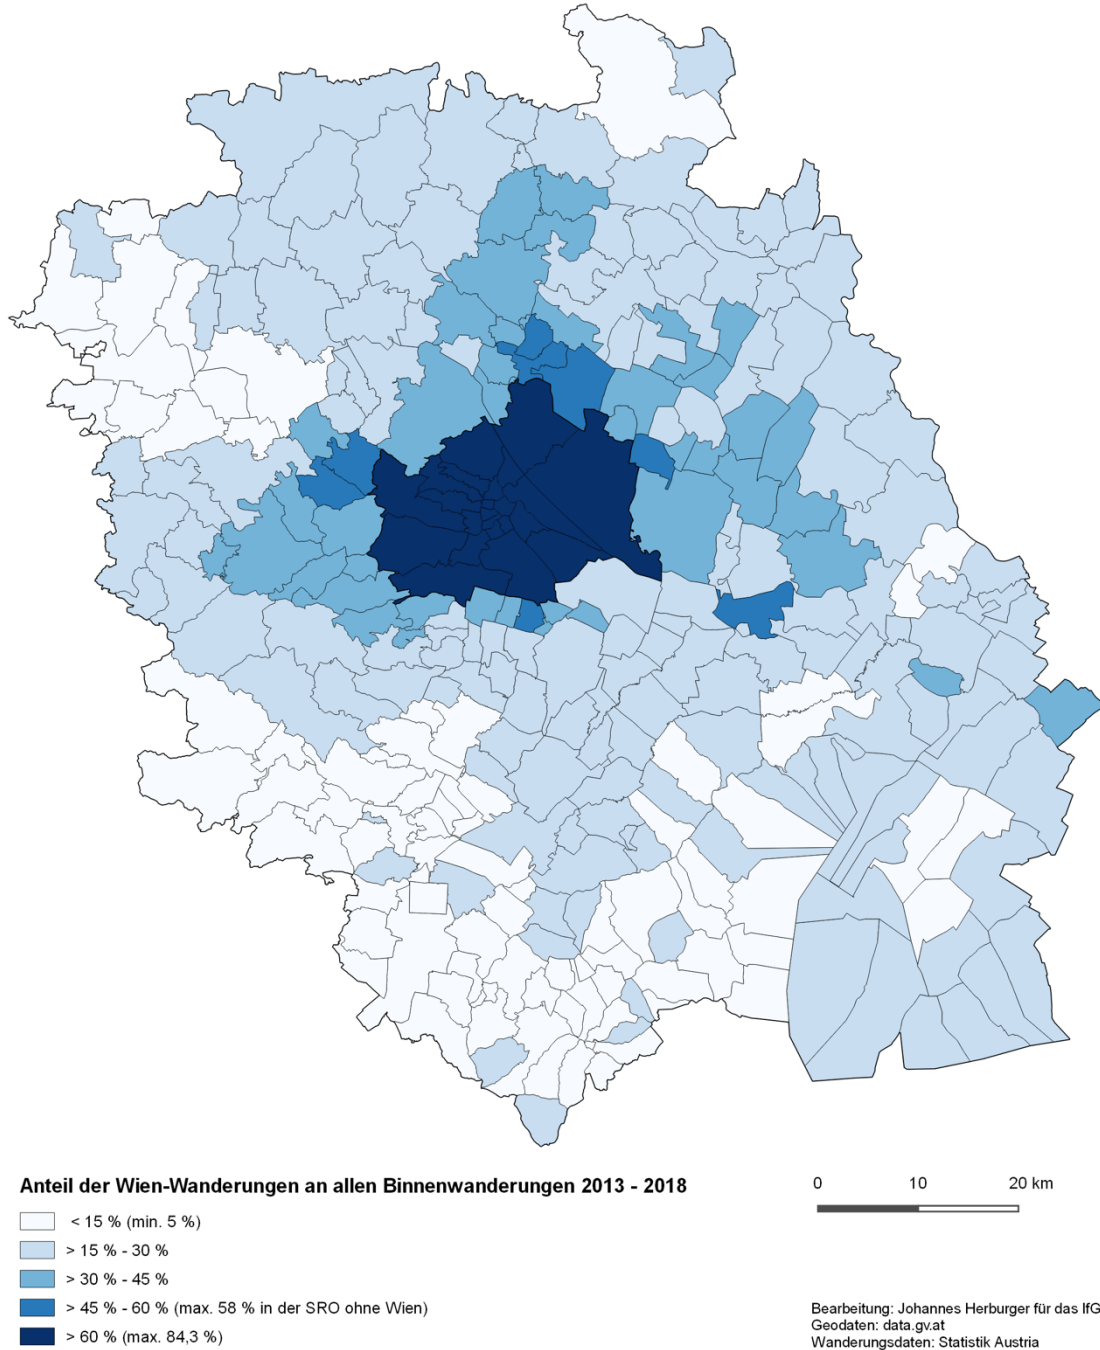 Anteil der Wien-Wanderungen an allen Binnenwanderungen 2013 - 2018
< 15 % (min. 5 %)
> 15 % - 30 %
> 30 % - 45 %
> 45 % - 60 % (max. 58 % in der SRO ohne Wien)
> 60 % (max. 84,3 %)
0 10 20 km
Bearbeitung: Johannes Herburger für das IfG
Geodaten: data.gv.at
Wanderungsdaten: Statistik Austria